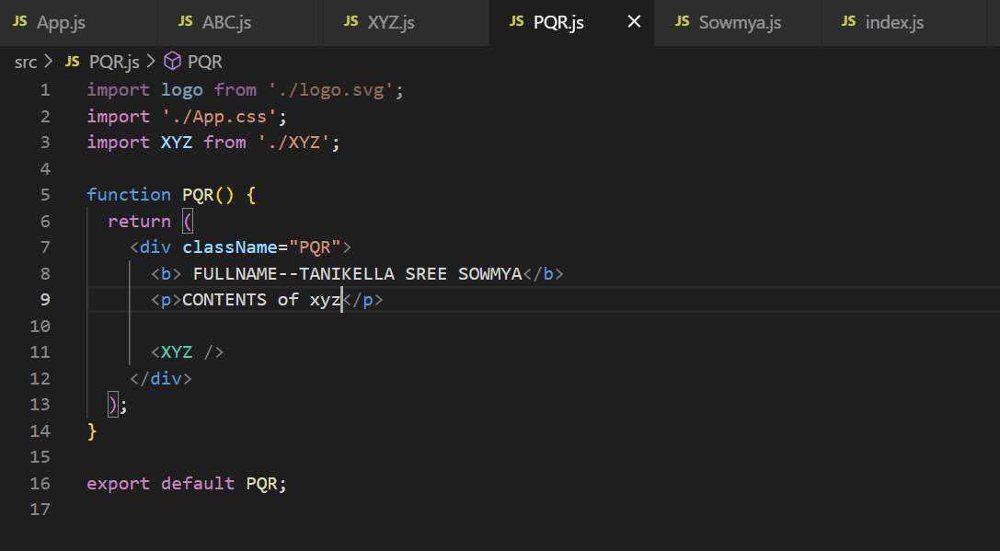 JS App.js JS ABC.js JS XYZ.js JS PQR.js × JS Sowmya.js JS index.js
src > JS PQR.js > PQR
1 import logo from './logo.svg';
2 import './App.css';
3 import XYZ from './XYZ';
4
5 function PQR() {
6   return (
7     <div className="PQR">
8       <b> FULLNAME--TANIKELLA SREE SOWMYA</b>
9       <p>CONTENTS of xyz</p>
10
11       <XYZ />
12     </div>
13   );
14 }
15
16 export default PQR;
17